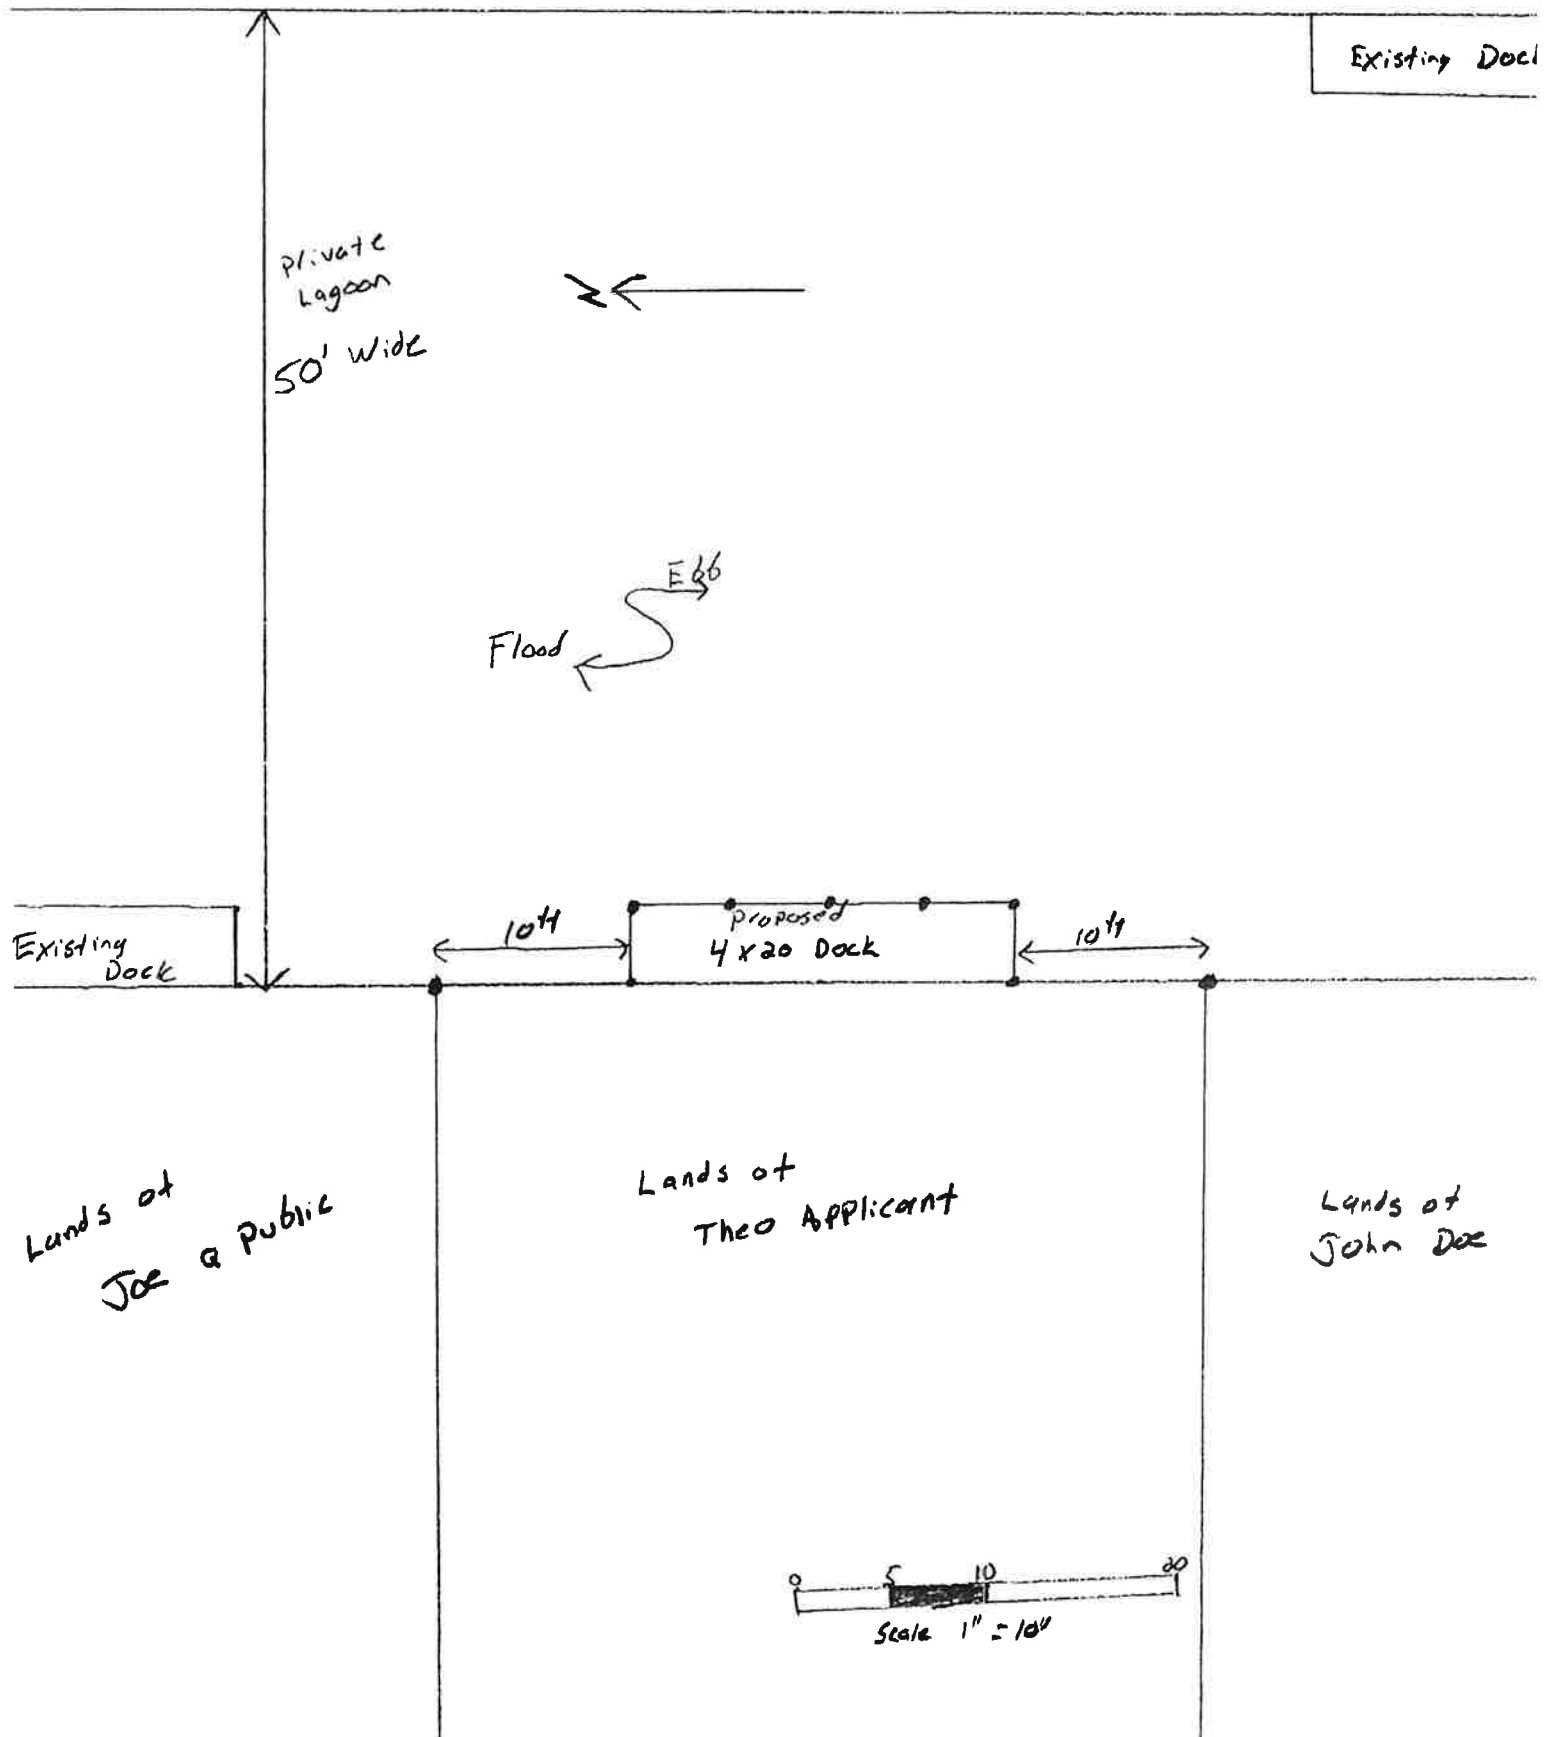 Existing Doc
Private
Lagoon
50' Wide
N
Ebb
Flood
Existing
Dock
10 ft
Proposed
4 x 20 Dock
10 ft
Lands of
Joe Q Public
Lands of
Theo Applicant
Lands of
John Doe
0 5 10 20
Scale 1" = 10"